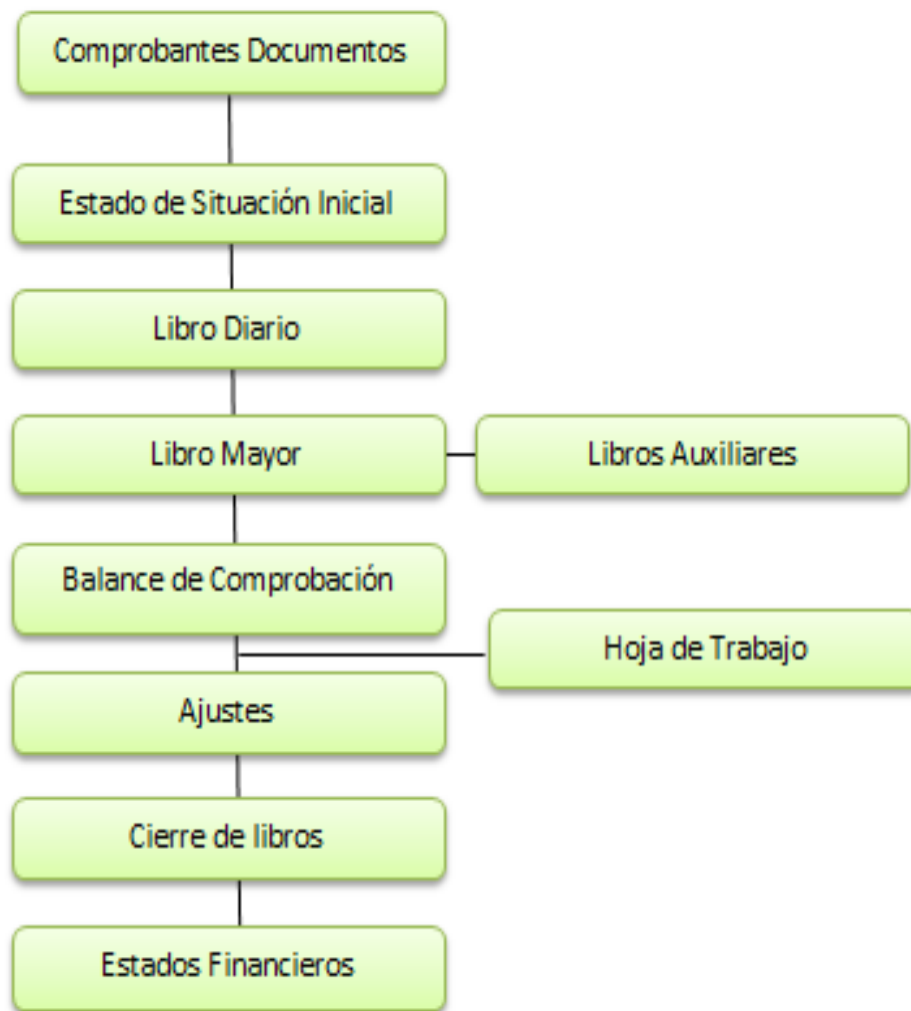 Comprobantes Documentos
Estado de Situación Inicial
Libro Diario
Libro Mayor
Libros Auxiliares
Balance de Comprobación
Hoja de Trabajo
Ajustes
Cierre de libros
Estados Financieros